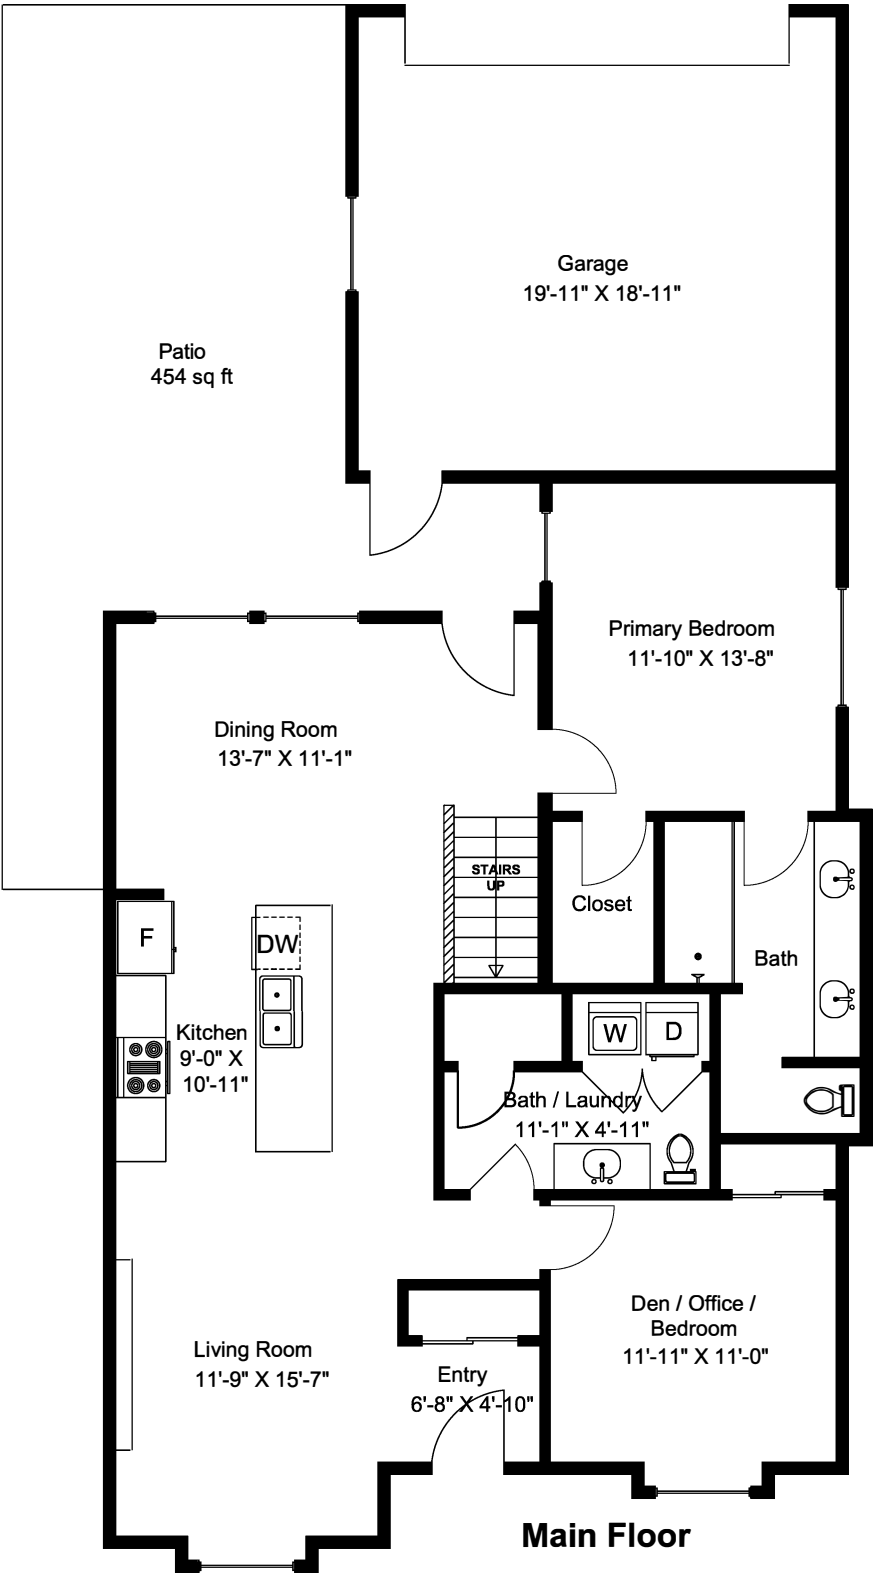 Garage
19'-11" X 18'-11"
Patio
454 sq ft
Primary Bedroom
11'-10" X 13'-8"
Dining Room
13'-7" X 11'-1"
STAIRS
UP
Closet
F
DW
Bath
Kitchen
9'-0" X
10'-11"
W
D
Bath / Laundry
11'-1" X 4'-11"
Den / Office /
Bedroom
11'-11" X 11'-0"
Living Room
11'-9" X 15'-7"
Entry
6'-8" X 4'-10"
Main Floor